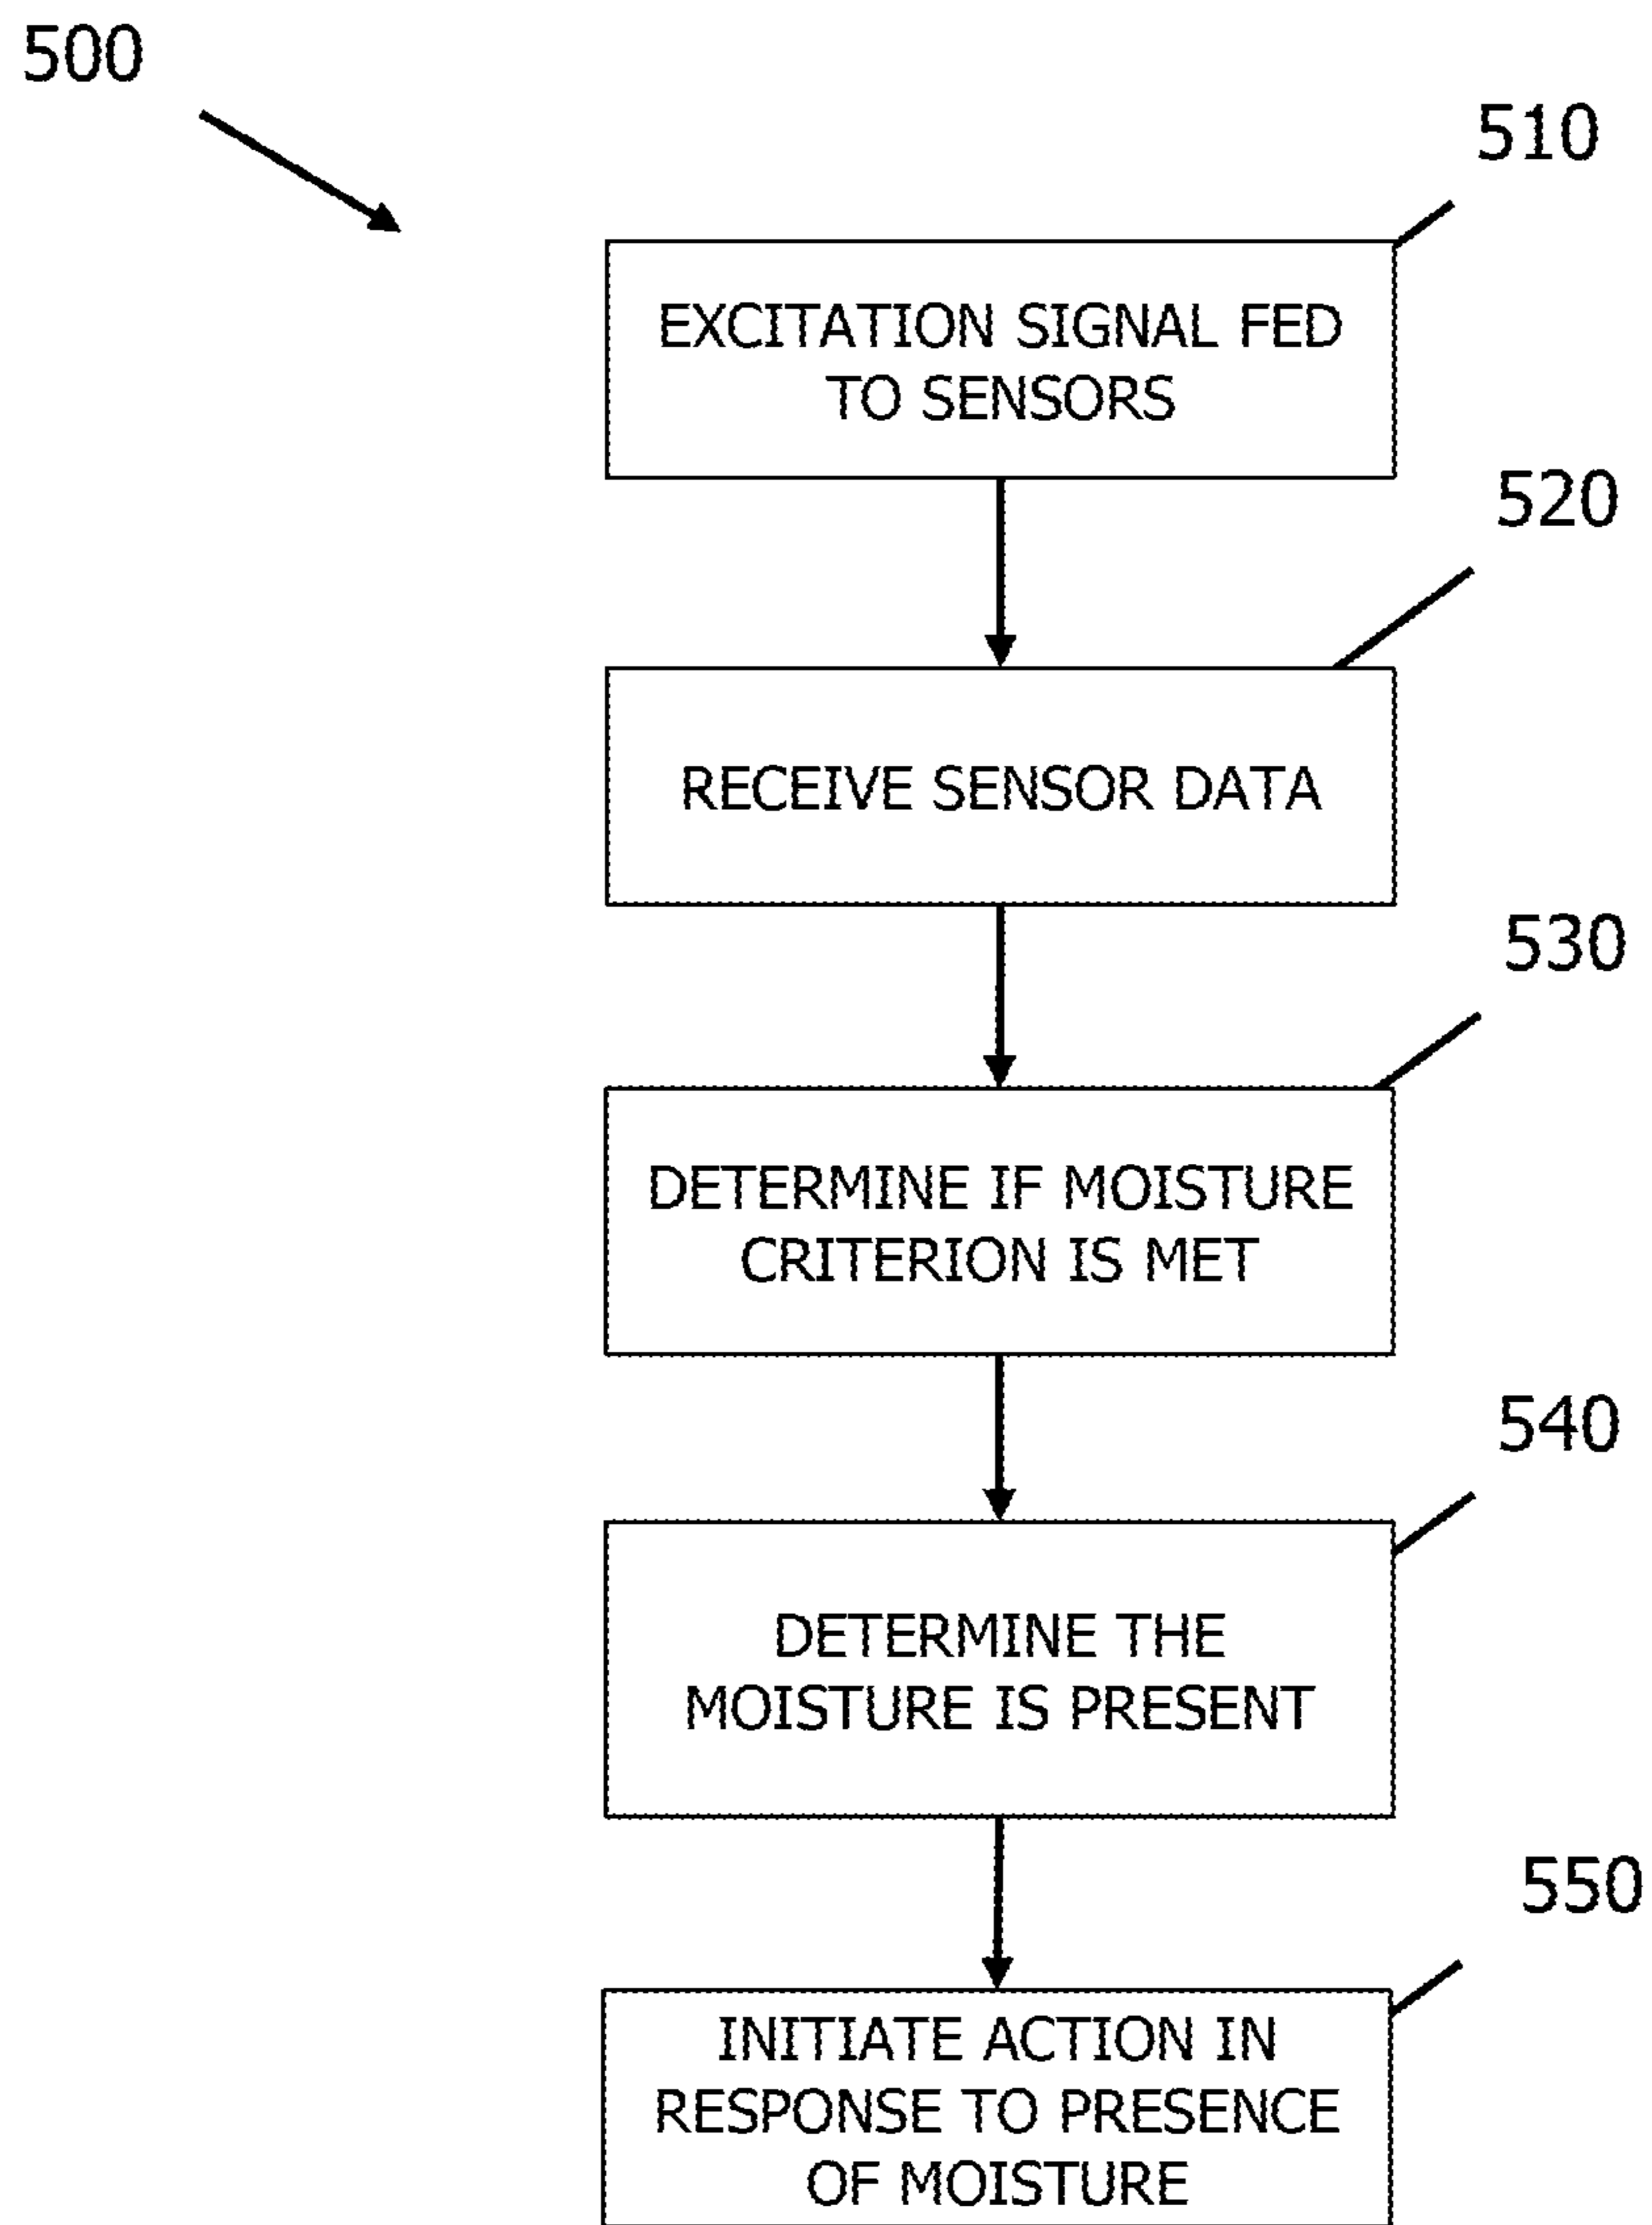 500
510
EXCITATION SIGNAL FED
TO SENSORS
520
RECEIVE SENSOR DATA
530
DETERMINE IF MOISTURE
CRITERION IS MET
540
DETERMINE THE
MOISTURE IS PRESENT
550
INITIATE ACTION IN
RESPONSE TO PRESENCE
OF MOISTURE